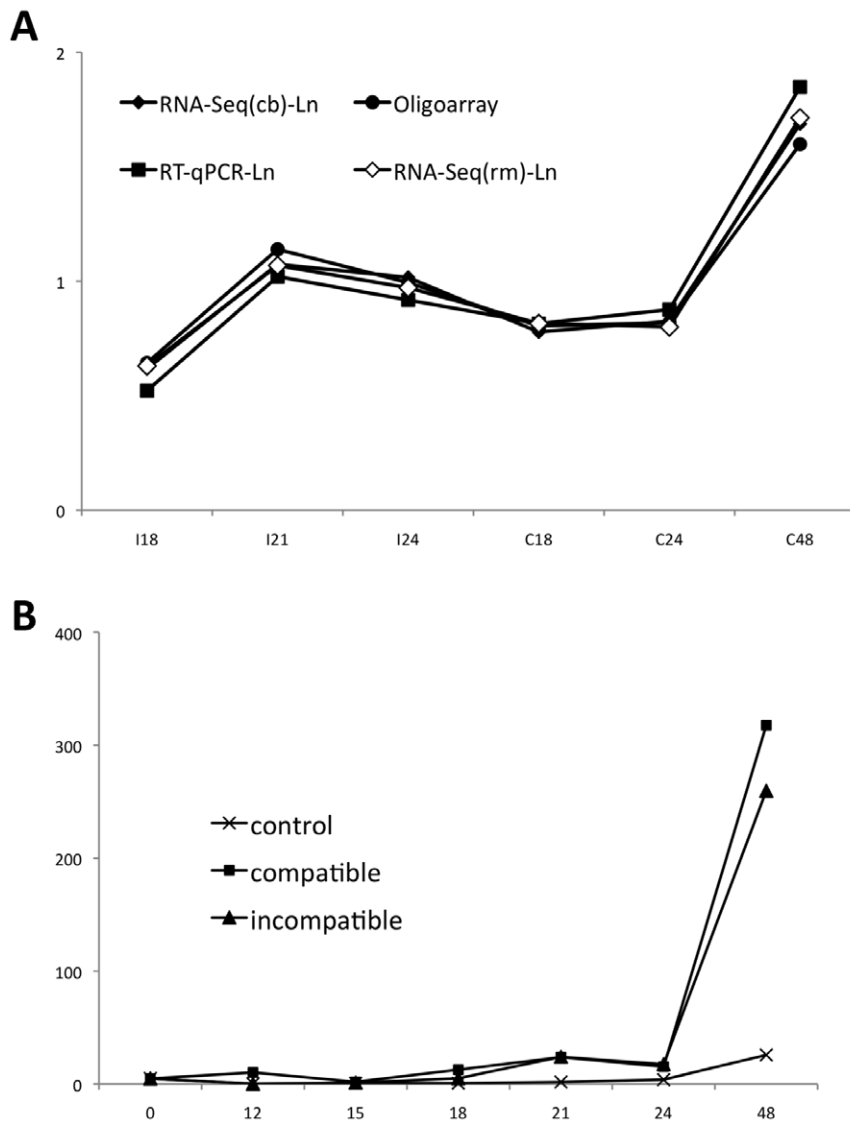 A
2
RNA-Seq(cb)-Ln
Oligoarray
RT-qPCR-Ln
RNA-Seq(rm)-Ln
1
0
I18 I21 I24 C18 C24 C48
B
400
300
control
200
compatible
incompatible
100
0
0 12 15 18 21 24 48